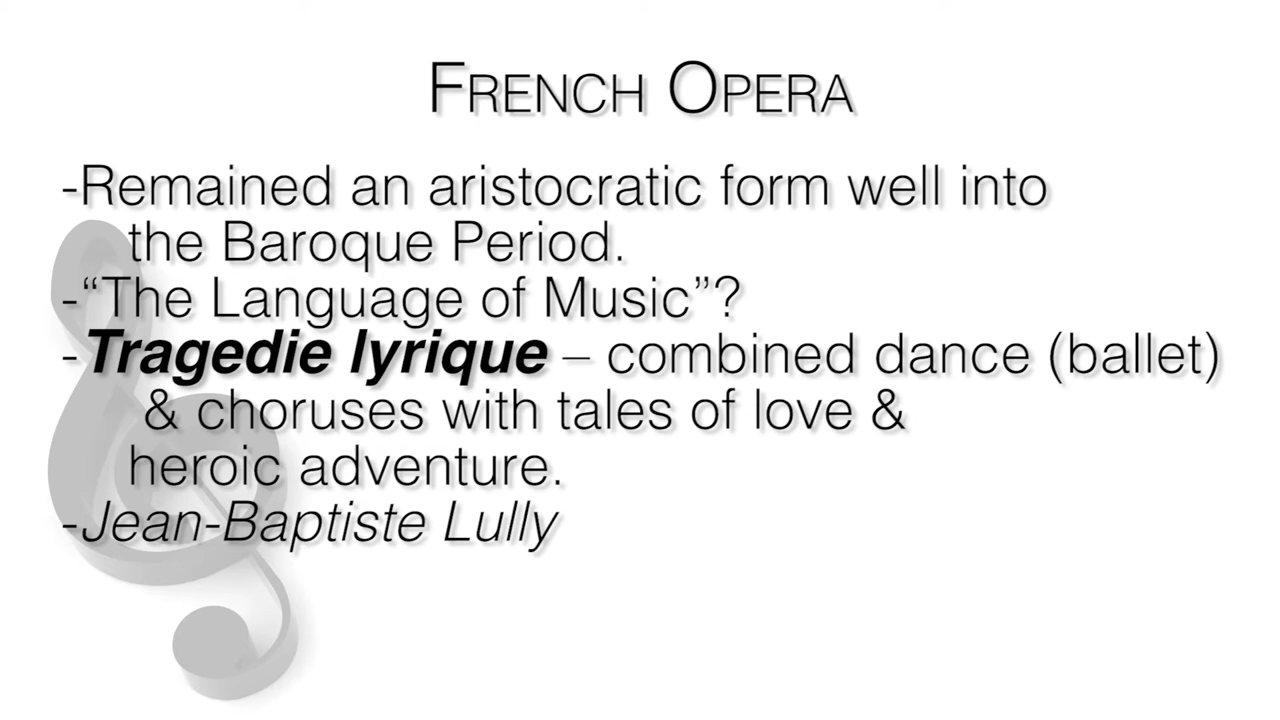 French Opera
-Remained an aristocratic form well into
the Baroque Period.
-“The Language of Music”?
-Tragedie lyrique – combined dance (ballet)
& choruses with tales of love &
heroic adventure.
-Jean-Baptiste Lully